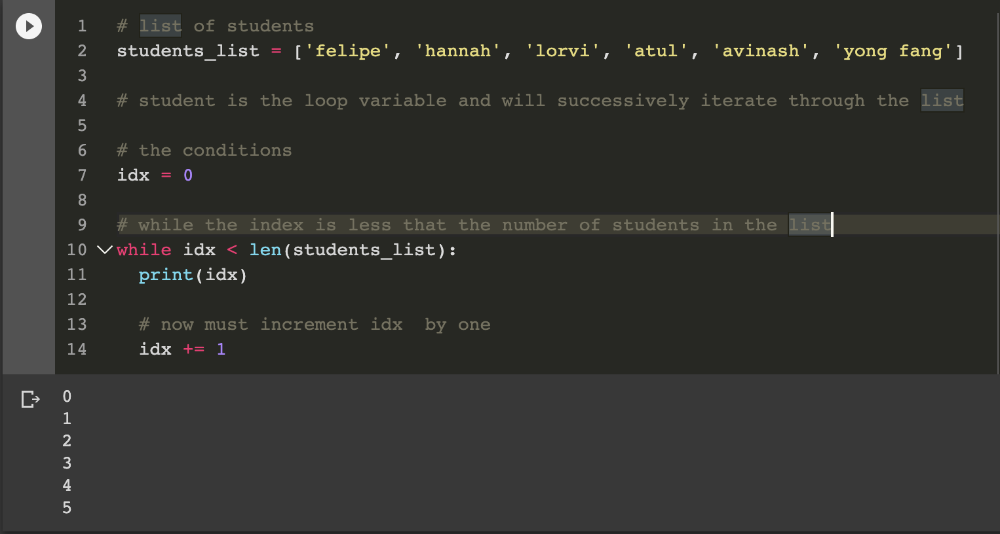 1 # list of students
2 students_list = ['felipe', 'hannah', 'lorvi', 'atul', 'avinash', 'yong fang']
3
4 # student is the loop variable and will successively iterate through the list
5
6 # the conditions
7 idx = 0
8
9 # while the index is less that the number of students in the list
10 while idx < len(students_list):
11   print(idx)
12
13   # now must increment idx  by one
14   idx += 1
0
1
2
3
4
5